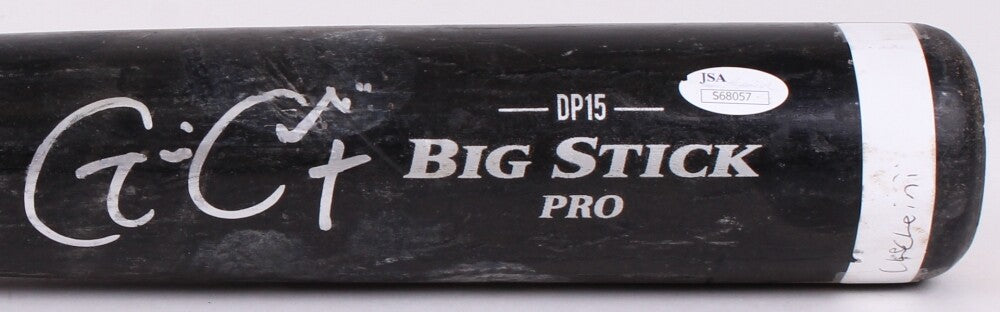 JSA
S68057
DP15
BIG STICK
PRO